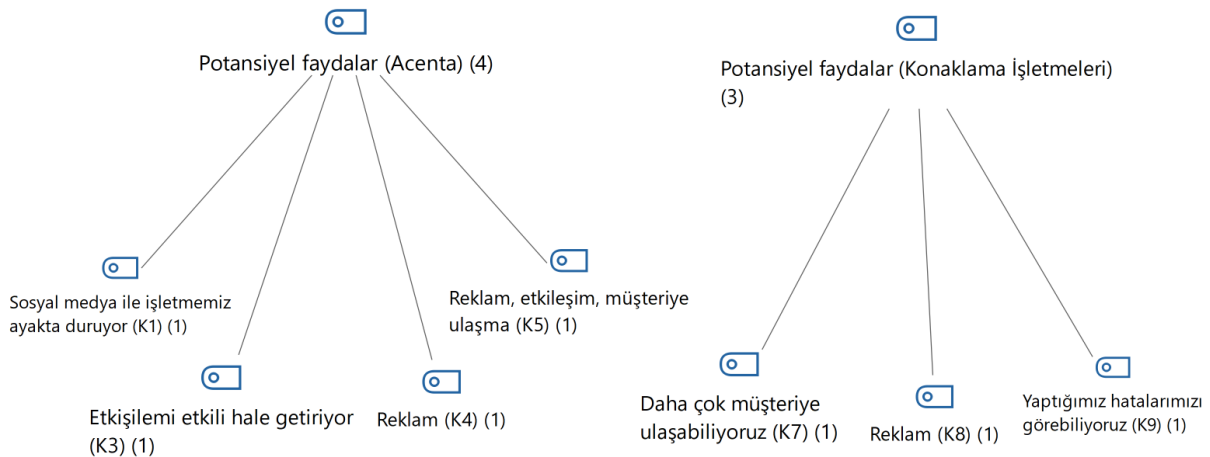 Potansiyel faydalar (Acenta) (4)
Potansiyel faydalar (Konaklama İşletmeleri)
(3)
Sosyal medya ile işletmemiz
ayakta duruyor (K1) (1)
Etkişilemi etkili hale getiriyor
(K3) (1)
Reklam (K4) (1)
Reklam, etkileşim, müşteriye
ulaşma (K5) (1)
Daha çok müşteriye
ulaşabiliyoruz (K7) (1)
Reklam (K8) (1)
Yaptığımız hatalarımızı
görebiliyoruz (K9) (1)